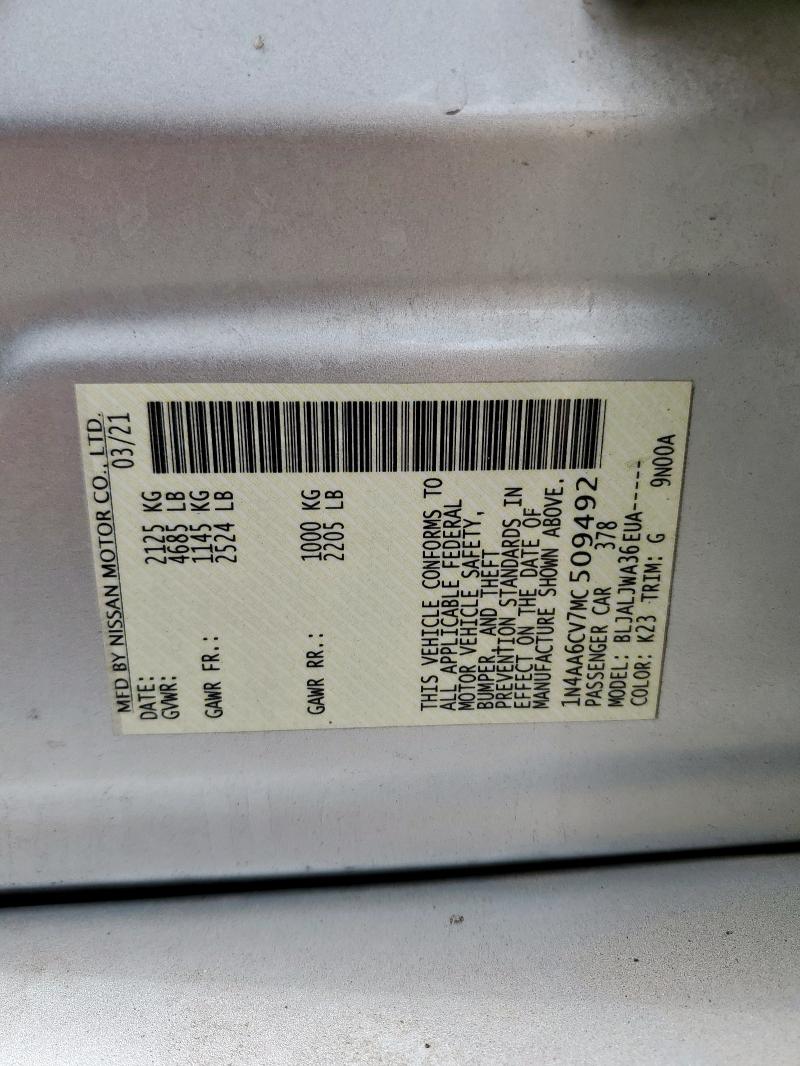 MFD BY NISSAN MOTOR CO., LTD.
DATE: 03/21
GVWR: 2125 KG
4685 LB
GAWR FR.: 1145 KG
2524 LB
GAWR RR.: 1000 KG
2205 LB
THIS VEHICLE CONFORMS TO
ALL APPLICABLE FEDERAL
MOTOR VEHICLE SAFETY,
BUMPER, AND THEFT
PREVENTION STANDARDS IN
EFFECT ON THE DATE OF
MANUFACTURE SHOWN ABOVE.
1N4AA6CV7MC509492
PASSENGER CAR 378
MODEL: BLJALJWA36EUA-----
COLOR: K23 TRIM: G 9N00A